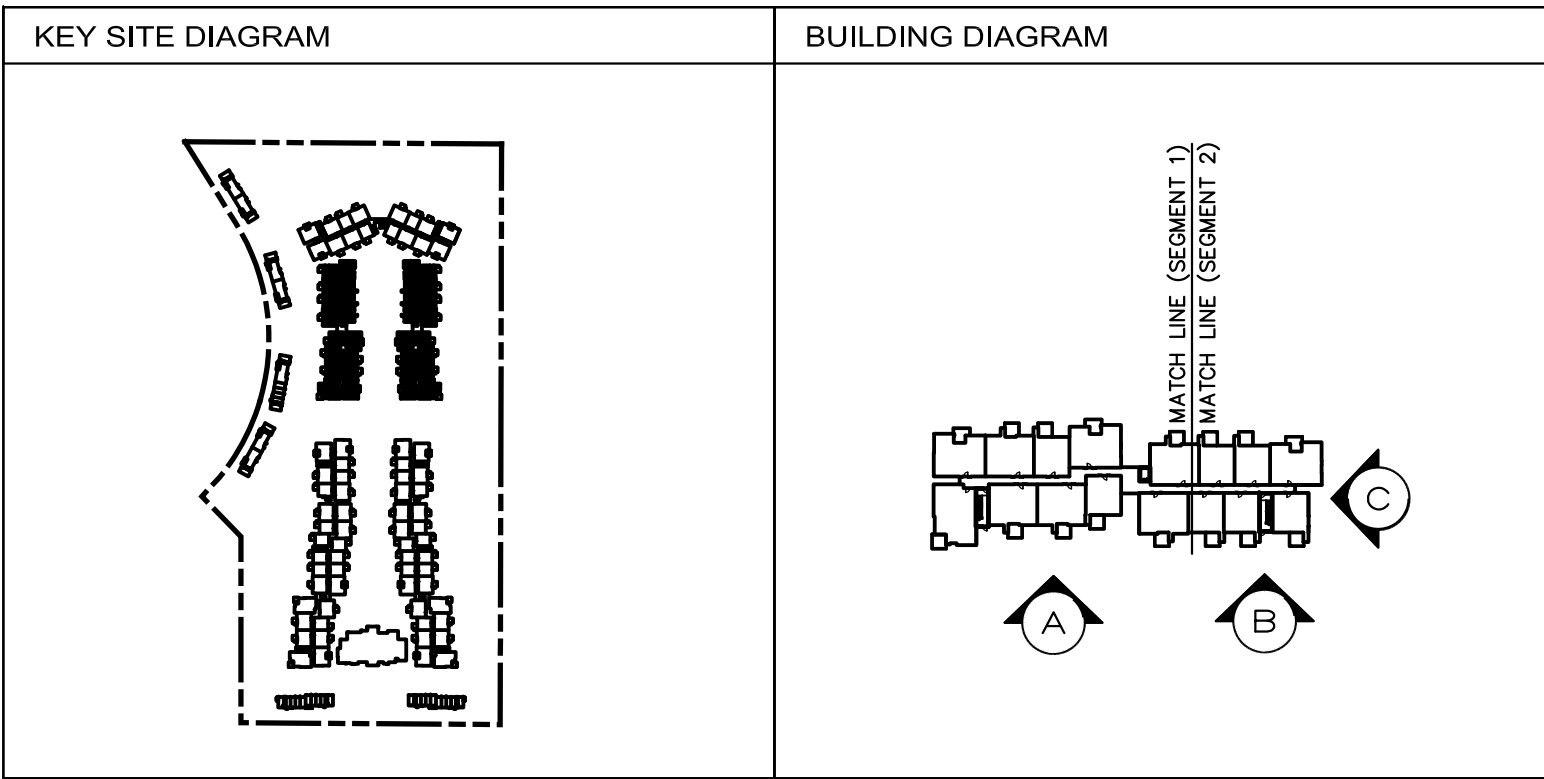 KEY SITE DIAGRAM
BUILDING DIAGRAM
MATCH LINE (SEGMENT 1)
MATCH LINE (SEGMENT 2)
C
A
B